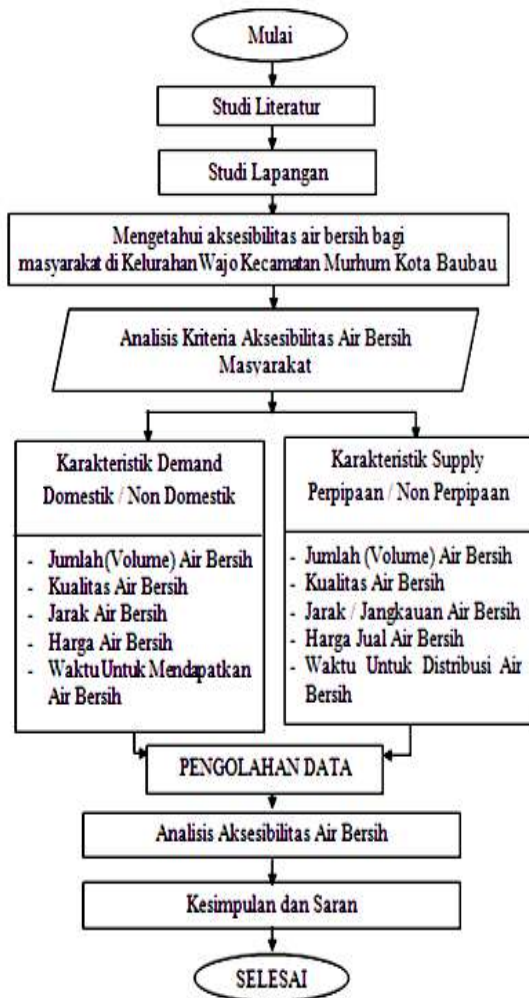 Mulai
Studi Literatur
Studi Lapangan
Mengetahui aksesibilitas air bersih bagi
masyarakat di Kelurahan Wajo Kecamatan Murhum Kota Baubau
Analisis Kriteria Aksesibilitas Air Bersih
Masyarakat
Karakteristik Demand
Domestik / Non Domestik
- Jumlah (Volume) Air Bersih
- Kualitas Air Bersih
- Jarak Air Bersih
- Harga Air Bersih
- Waktu Untuk Mendapatkan
Air Bersih
Karakteristik Supply
Perpipaan / Non Perpipaan
- Jumlah (Volume) Air Bersih
- Kualitas Air Bersih
- Jarak / Jangkauan Air Bersih
- Harga Jual Air Bersih
- Waktu Untuk Distribusi Air
Bersih
PENGOLAHAN DATA
Analisis Aksesibilitas Air Bersih
Kesimpulan dan Saran
SELESAI